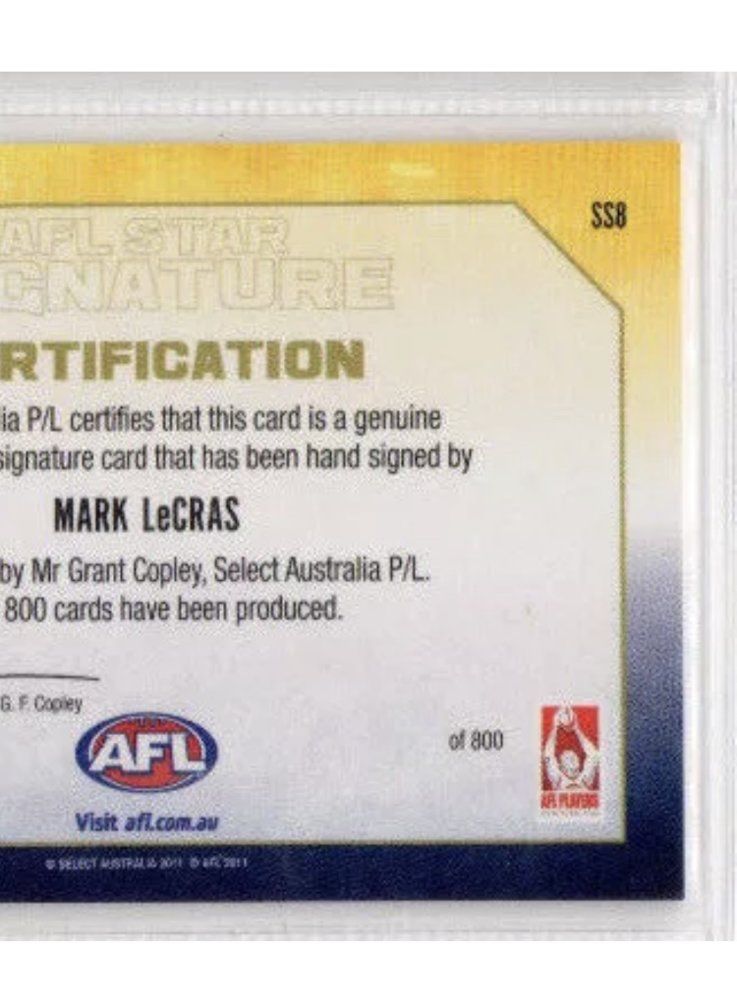 SS8
AFL STAR
GNATURE
RTIFICATION
ia P/L certifies that this card is a genuine
signature card that has been hand signed by
MARK LeCRAS
by Mr Grant Copley, Select Australia P/L.
800 cards have been produced.
G. F. Copley
of 800
AFL
AFL PLAYERS
Visit afl.com.au
© SELECT AUSTRALIA 2011 © AFL 2011